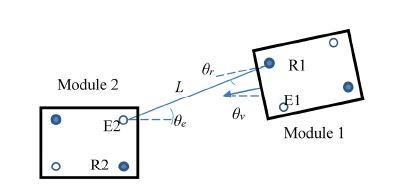 θr
R1
Module 2
L
θv
E1
E2
θe
Module 1
R2